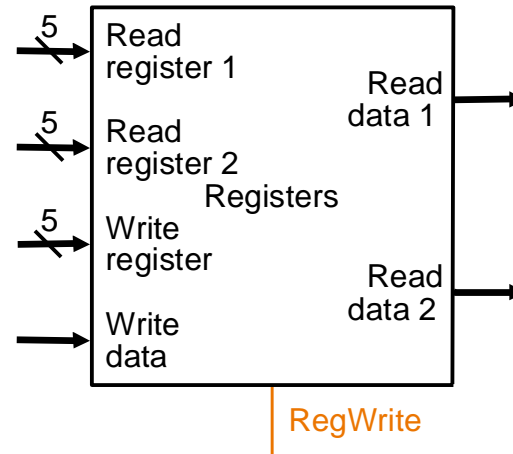 5
Read
register 1
Read
data 1
5
Read
register 2
Registers
5
Write
register
Read
data 2
Write
data
RegWrite